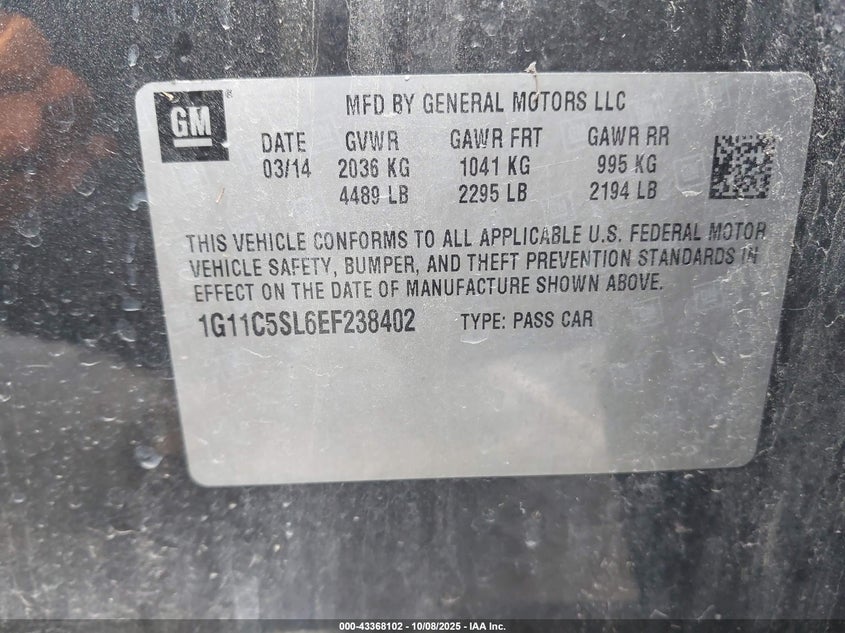 GM
MFD BY GENERAL MOTORS LLC
DATE GVWR GAWR FRT GAWR RR
03/14 2036 KG 1041 KG 995 KG
4489 LB 2295 LB 2194 LB
THIS VEHICLE CONFORMS TO ALL APPLICABLE U.S. FEDERAL MOTOR
VEHICLE SAFETY, BUMPER, AND THEFT PREVENTION STANDARDS IN
EFFECT ON THE DATE OF MANUFACTURE SHOWN ABOVE.
1G11C5SL6EF238402 TYPE: PASS CAR
000-43368102 - 10/08/2025 - IAA Inc.